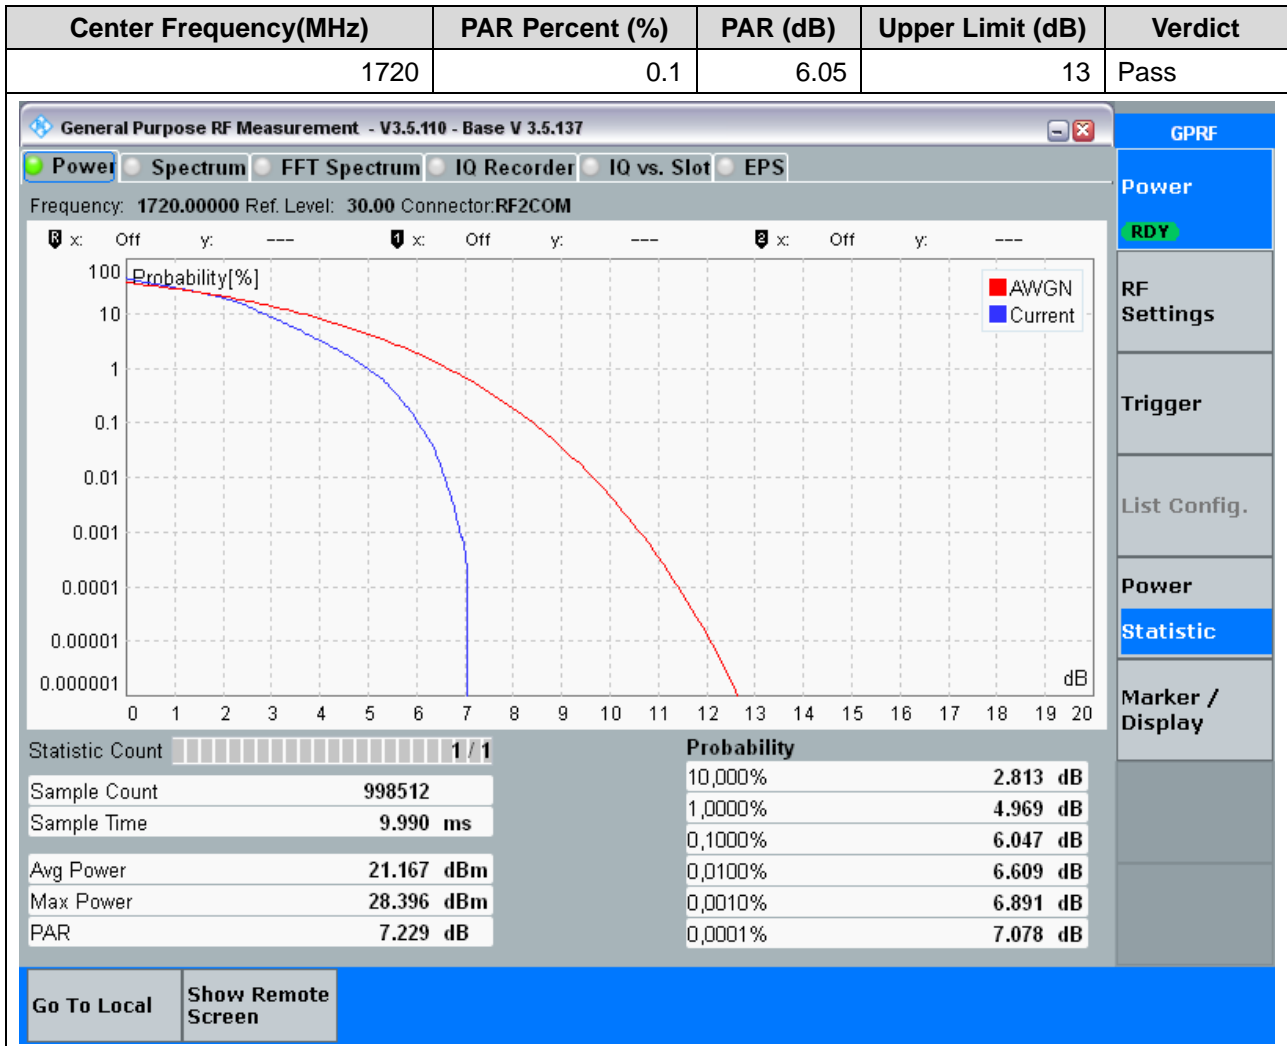 Center Frequency(MHz) PAR Percent (%) PAR (dB) Upper Limit (dB) Verdict
1720 0.1 6.05 13 Pass
General Purpose RF Measurement - V3.5.110 - Base V 3.5.137
GPRF
Power Spectrum FFT Spectrum IQ Recorder IQ vs. Slot EPS
Power
RDY
Frequency: 1720.00000 Ref. Level: 30.00 Connector:RF2COM
R x: Off y: --- 1 x: Off y: --- 2 x: Off y: ---
Probability[%]
AWGN
Current
100
10
1
0.1
0.01
0.001
0.0001
0.00001
0.000001
dB
0 1 2 3 4 5 6 7 8 9 10 11 12 13 14 15 16 17 18 19 20
RF
Settings
Trigger
List Config.
Power
Statistic
Marker /
Display
Statistic Count 1 / 1
Sample Count 998512
Sample Time 9.990 ms
Avg Power 21.167 dBm
Max Power 28.396 dBm
PAR 7.229 dB
Probability
10,000% 2.813 dB
1,0000% 4.969 dB
0,1000% 6.047 dB
0,0100% 6.609 dB
0,0010% 6.891 dB
0,0001% 7.078 dB
Go To Local
Show Remote
Screen